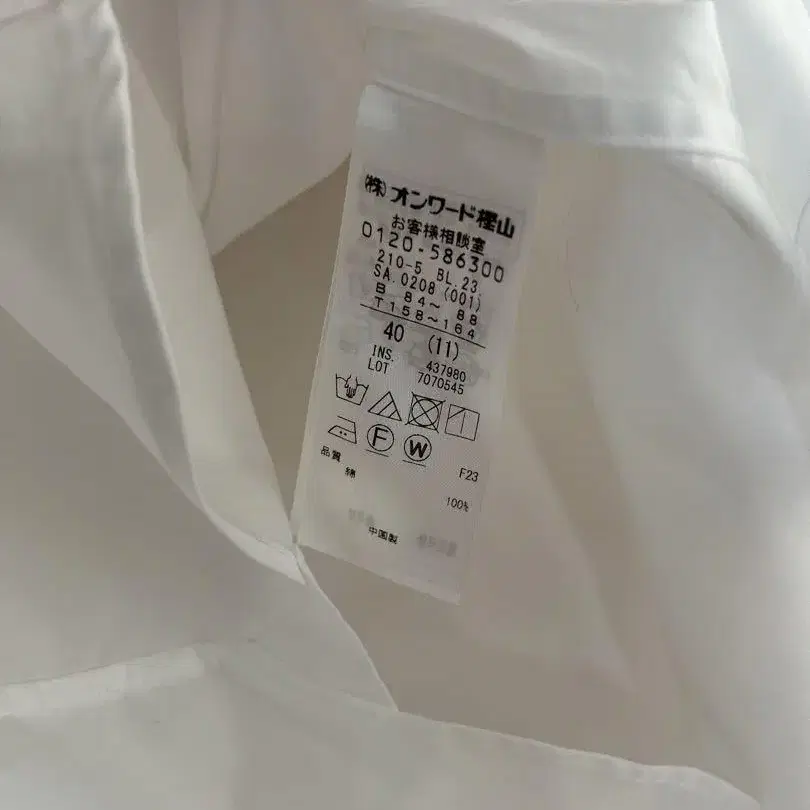 (株)オンワード樫山
お客様相談室
0120-586300
210-5 BL.23
SA.0208(001)
B 84～ 88
T158～164
40 (11)
INS. 437980
LOT 7070545
F W
品質 F23
綿 100%
中国製